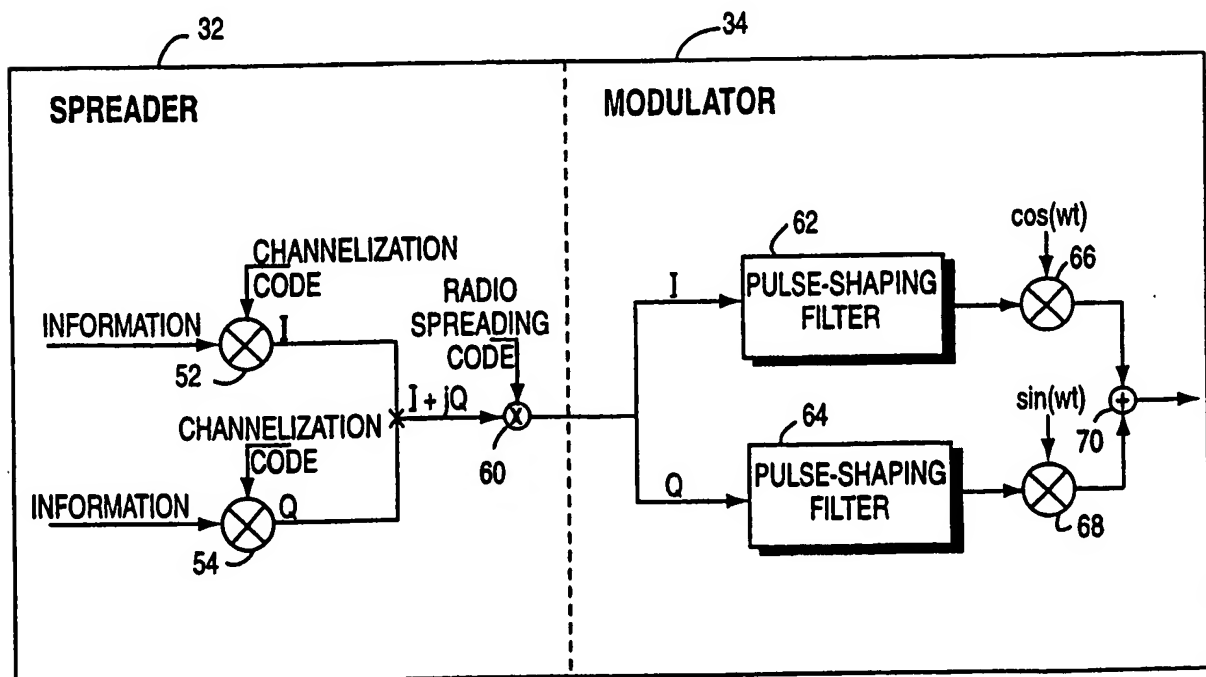 32
34
SPREADER
MODULATOR
CHANNELIZATION
CODE
INFORMATION
I
52
RADIO
SPREADING
CODE
I + jQ
60
CHANNELIZATION
CODE
INFORMATION
Q
54
I
62
PULSE-SHAPING
FILTER
cos(wt)
66
Q
64
PULSE-SHAPING
FILTER
sin(wt)
68
70